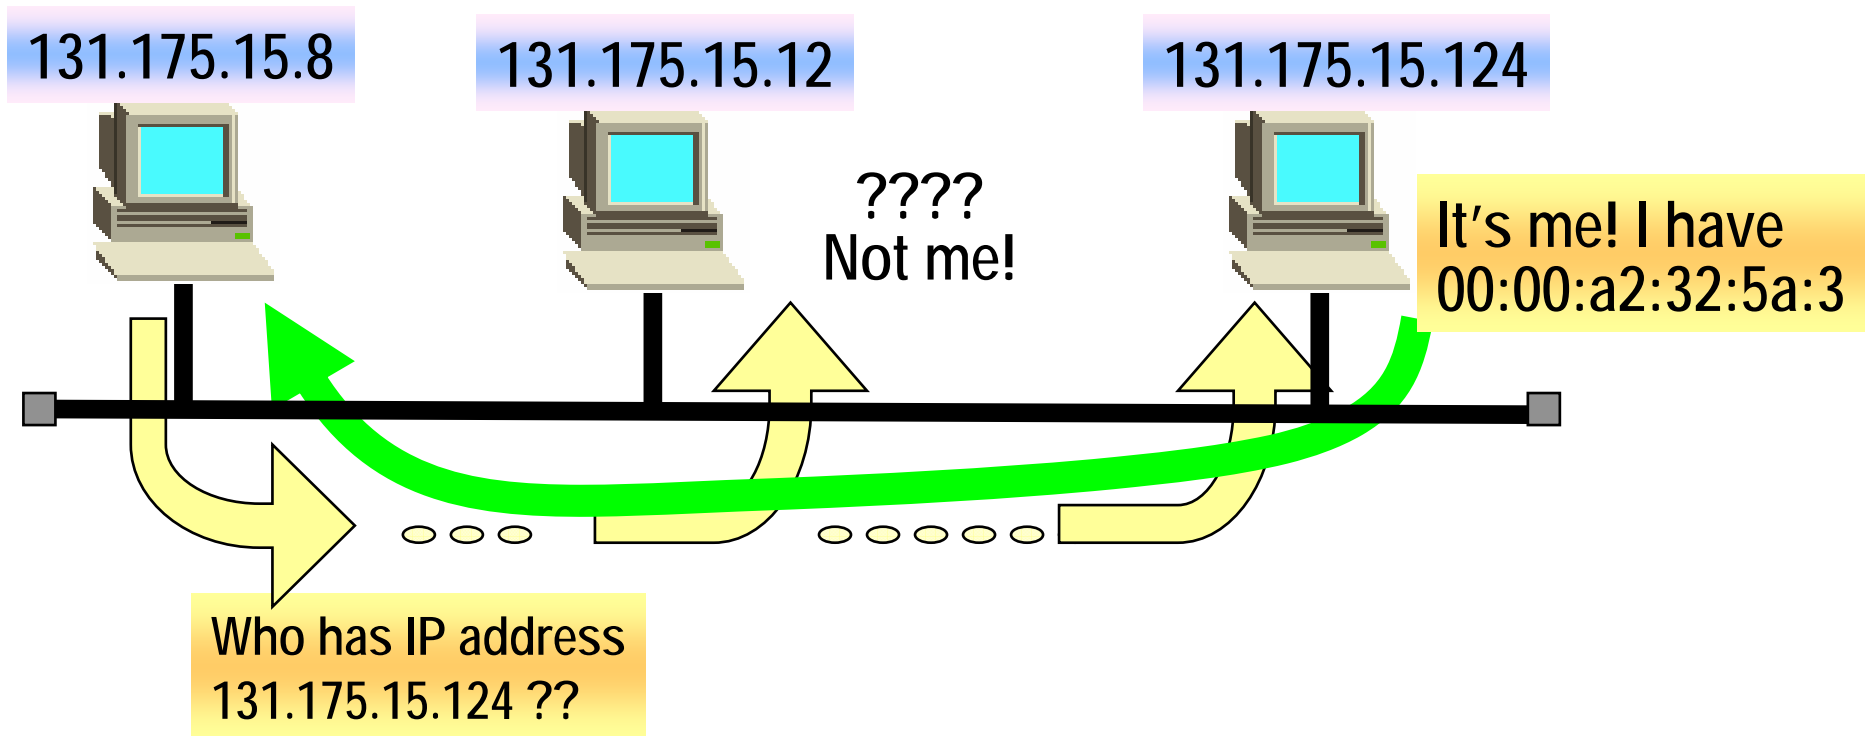 131.175.15.8
131.175.15.12
131.175.15.124
????
Not me!
It's me! I have
00:00:a2:32:5a:3
Who has IP address
131.175.15.124 ??